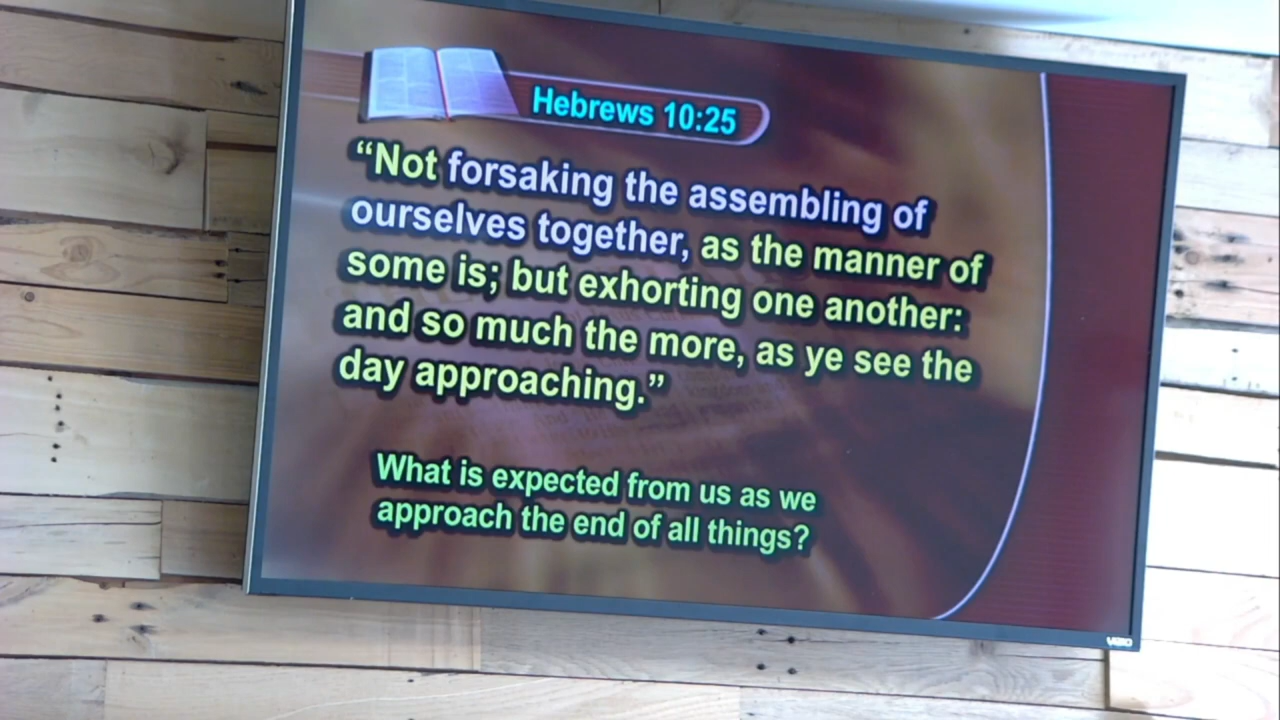 Hebrews 10:25
“Not forsaking the assembling of
ourselves together, as the manner of
some is; but exhorting one another:
and so much the more, as ye see the
day approaching.”
What is expected from us as we
approach the end of all things?
VIZIO